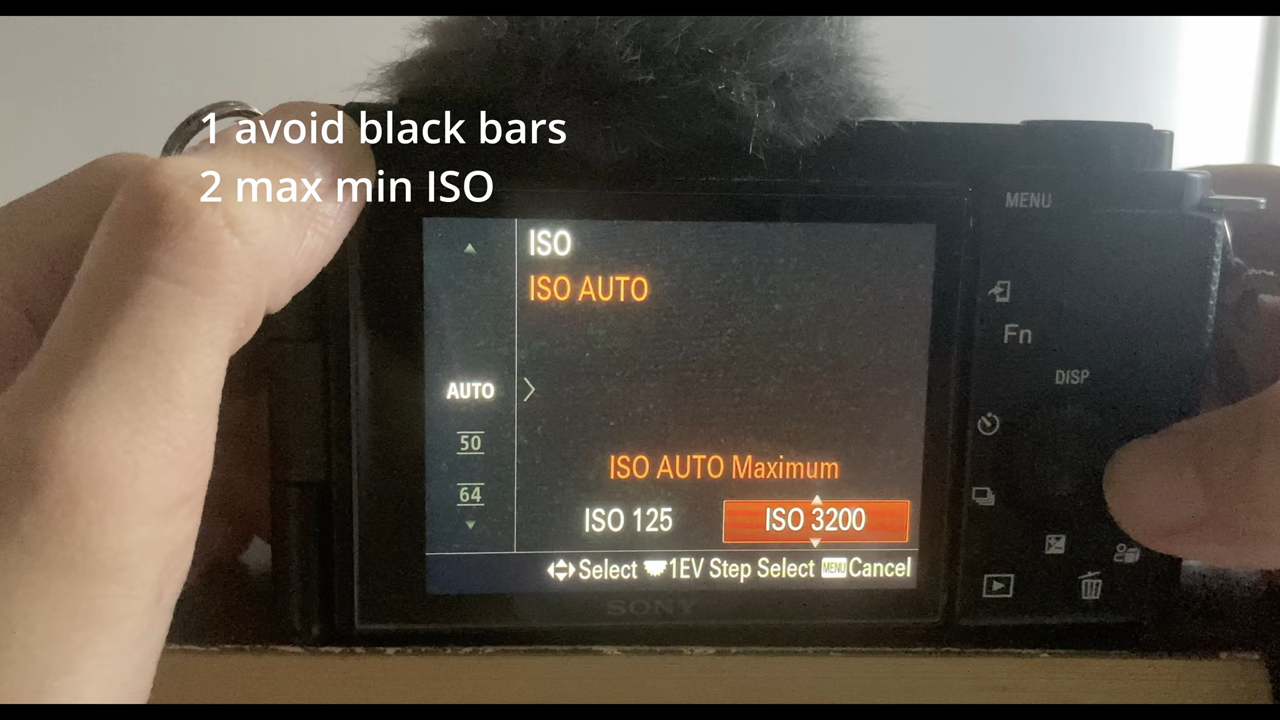 1 avoid black bars
2 max min ISO
MENU
ISO
ISO AUTO
AUTO
50
64
ISO AUTO Maximum
ISO 125
ISO 3200
Select 1EV Step Select MENU Cancel
SONY
Fn
DISP